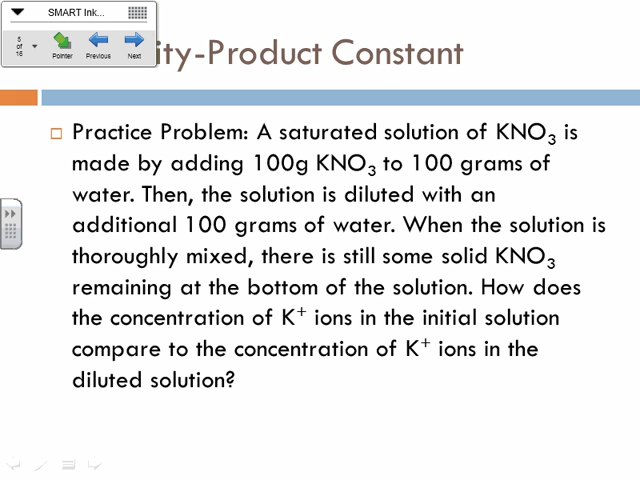 SMART Ink...
5
of
16
Pointer
Previous
Next
ity-Product Constant
Practice Problem: A saturated solution of KNO₃ is
made by adding 100g KNO₃ to 100 grams of
water. Then, the solution is diluted with an
additional 100 grams of water. When the solution is
thoroughly mixed, there is still some solid KNO₃
remaining at the bottom of the solution. How does
the concentration of K⁺ ions in the initial solution
compare to the concentration of K⁺ ions in the
diluted solution?